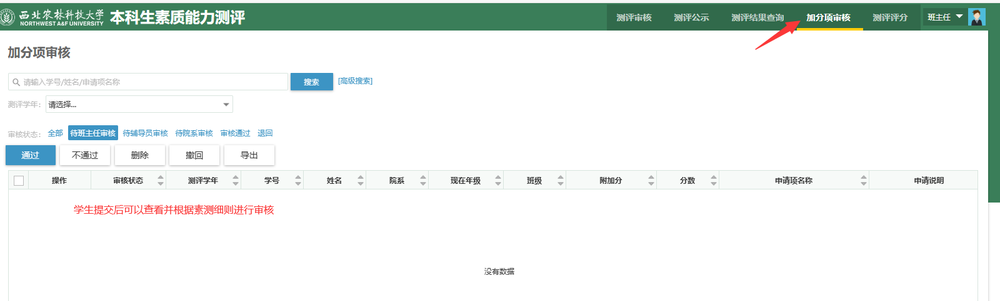 西北农林科技大学
NORTHWEST A&F UNIVERSITY
本科生素质能力测评
测评审核 测评公示 测评结果查询 加分项审核 测评评分 班主任
加分项审核
请输入学号/姓名/申请项名称 搜索 [高级搜索]
测评学年: 请选择...
审核状态: 全部 待班主任审核 待辅导员审核 待院系审核 审核通过 退回
通过 不通过 删除 撤回 导出
操作 审核状态 测评学年 学号 姓名 院系 现在年级 班级 附加分 分数 申请项名称 申请说明
学生提交后可以查看并根据素测细则进行审核
没有数据